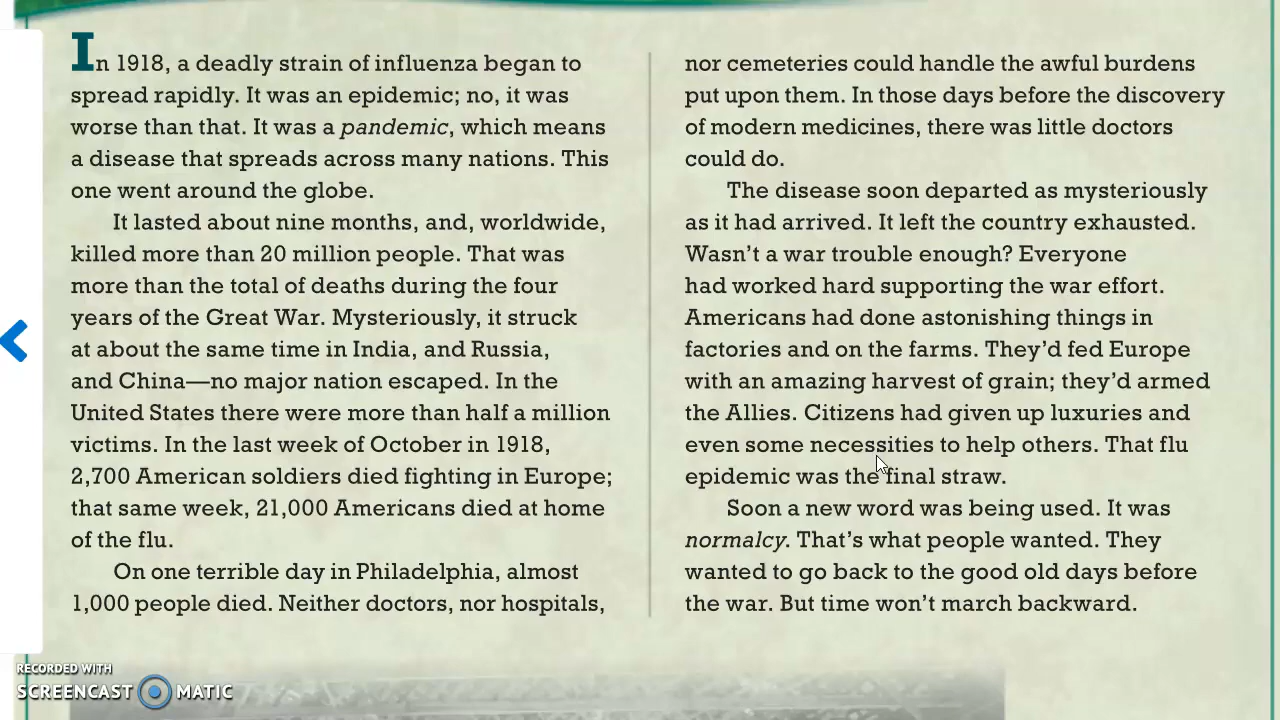 In 1918, a deadly strain of influenza began to
spread rapidly. It was an epidemic; no, it was
worse than that. It was a pandemic, which means
a disease that spreads across many nations. This
one went around the globe.
It lasted about nine months, and, worldwide,
killed more than 20 million people. That was
more than the total of deaths during the four
years of the Great War. Mysteriously, it struck
at about the same time in India, and Russia,
and China—no major nation escaped. In the
United States there were more than half a million
victims. In the last week of October in 1918,
2,700 American soldiers died fighting in Europe;
that same week, 21,000 Americans died at home
of the flu.
On one terrible day in Philadelphia, almost
1,000 people died. Neither doctors, nor hospitals,
nor cemeteries could handle the awful burdens
put upon them. In those days before the discovery
of modern medicines, there was little doctors
could do.
The disease soon departed as mysteriously
as it had arrived. It left the country exhausted.
Wasn't a war trouble enough? Everyone
had worked hard supporting the war effort.
Americans had done astonishing things in
factories and on the farms. They'd fed Europe
with an amazing harvest of grain; they'd armed
the Allies. Citizens had given up luxuries and
even some necessities to help others. That flu
epidemic was the final straw.
Soon a new word was being used. It was
normalcy. That's what people wanted. They
wanted to go back to the good old days before
the war. But time won't march backward.
RECORDED WITH
SCREENCAST MATIC